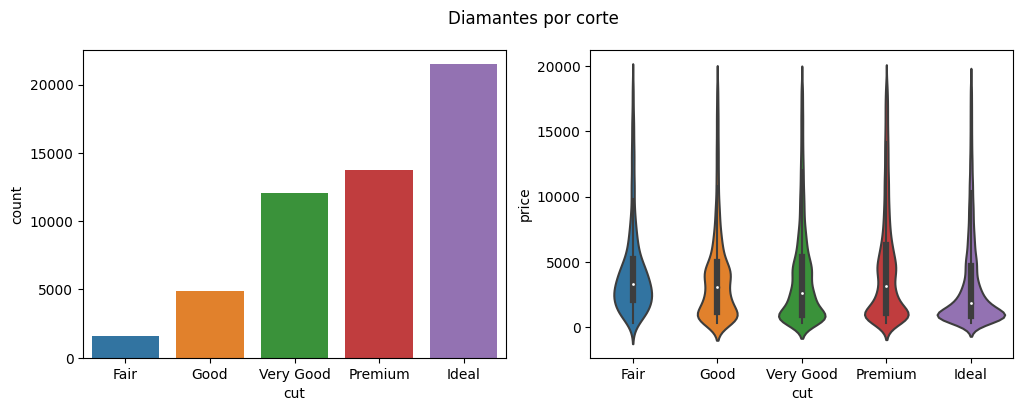 Diamantes por corte
count
20000
15000
10000
5000
0
Fair Good Very Good Premium Ideal
cut
price
20000
15000
10000
5000
0
Fair Good Very Good Premium Ideal
cut